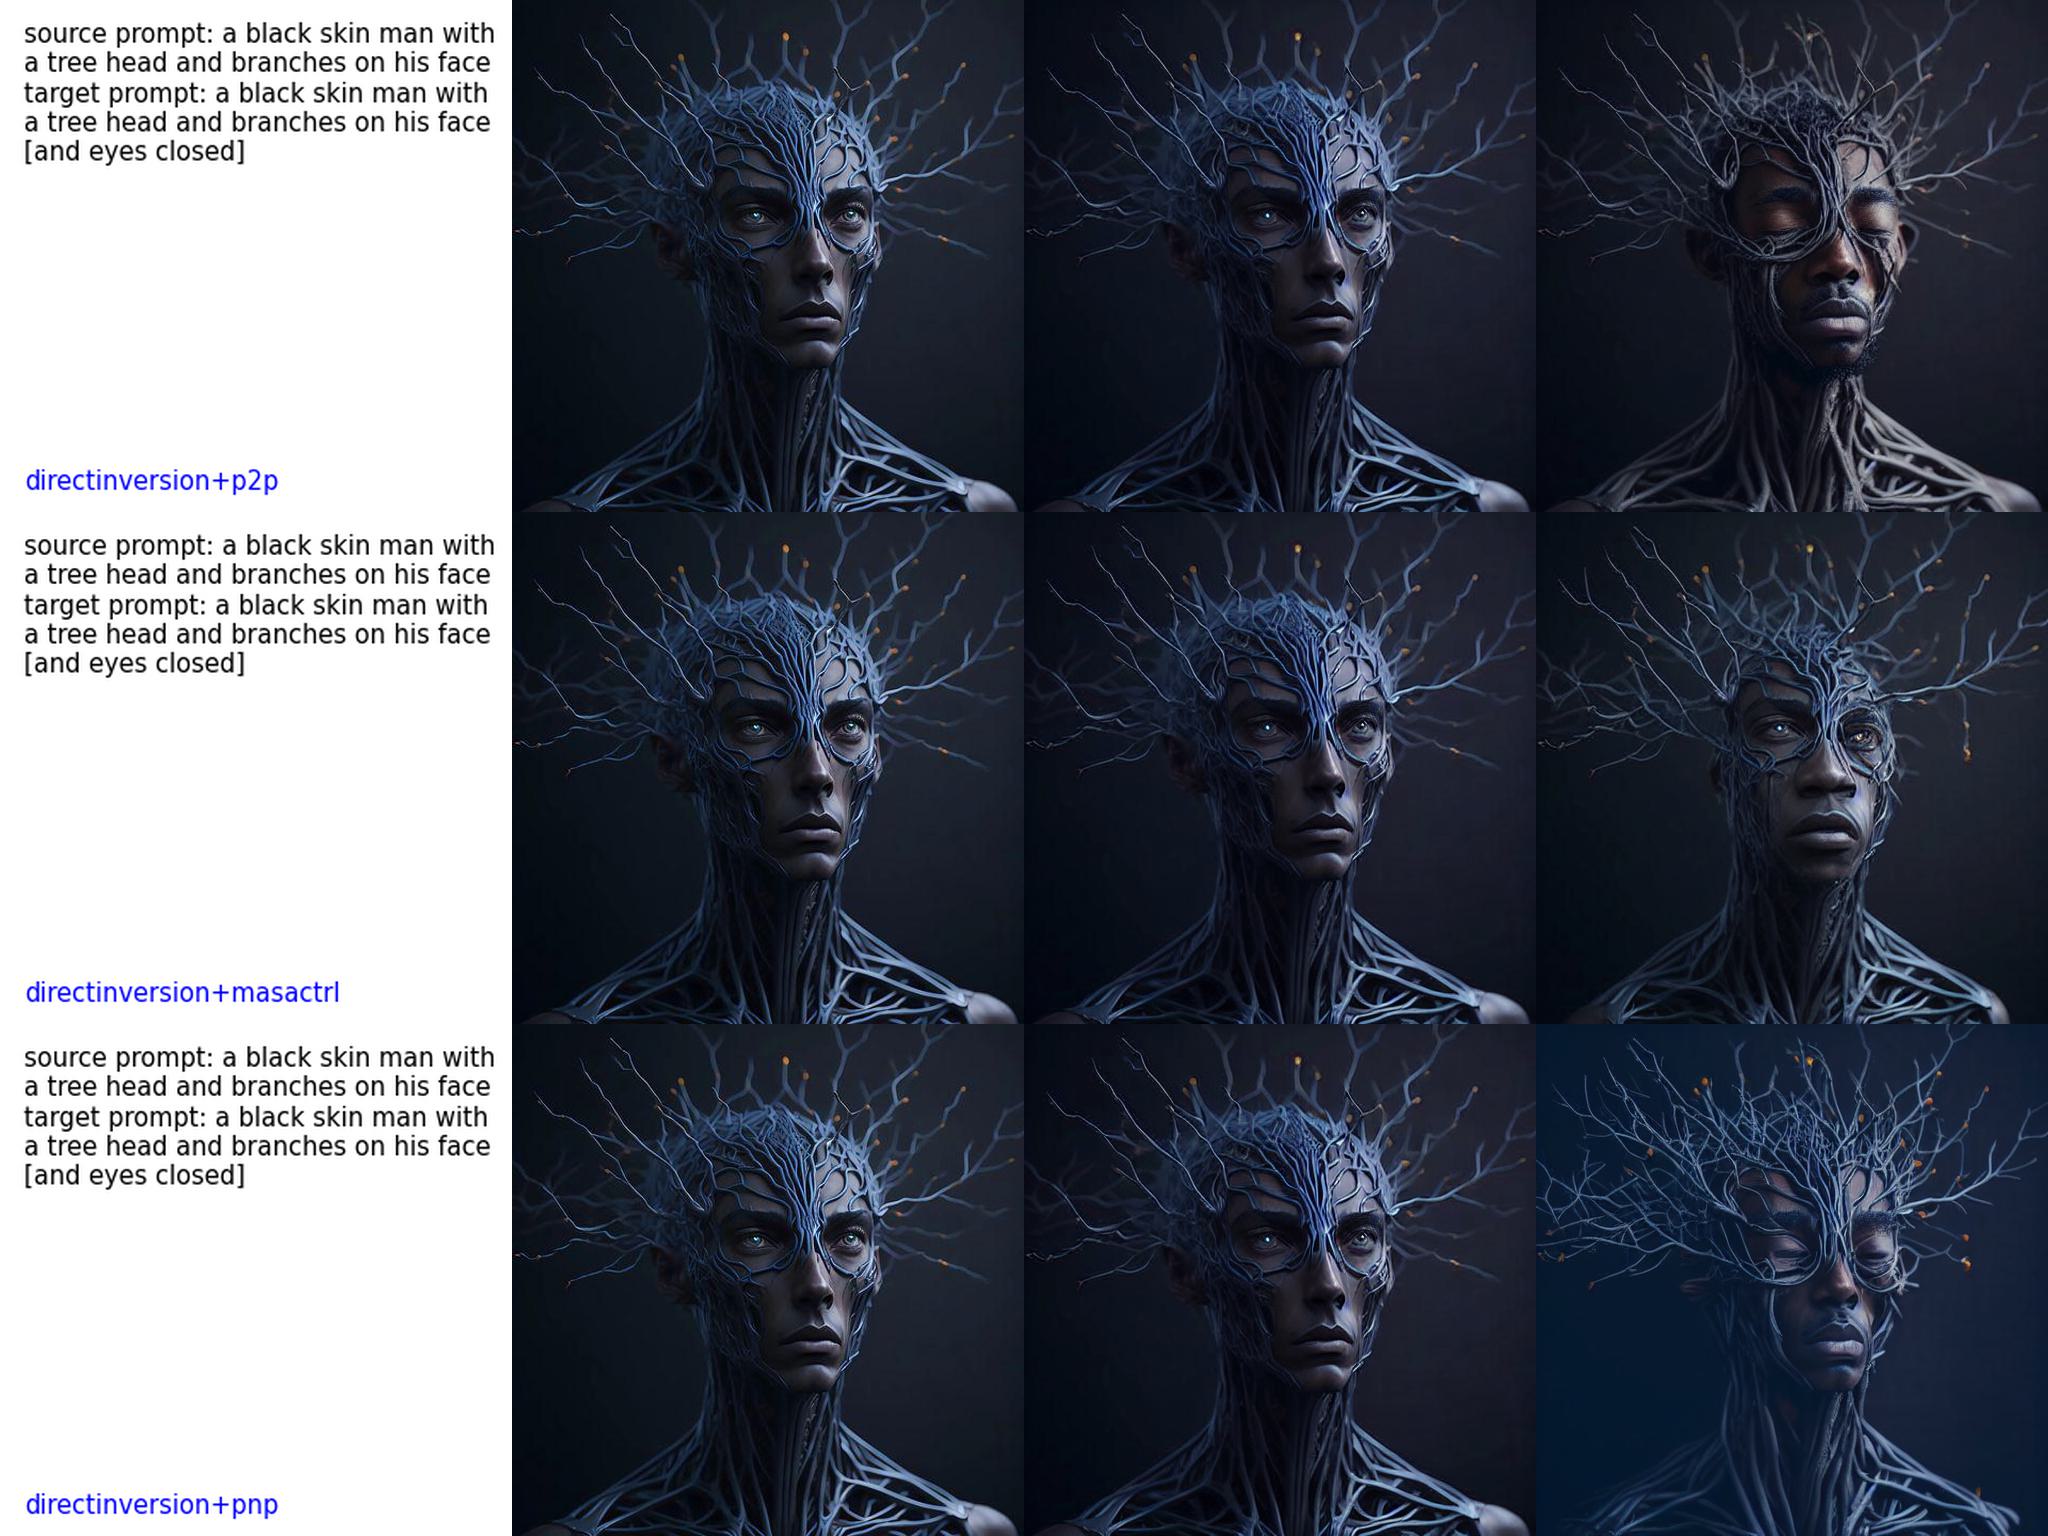 source prompt: a black skin man with
a tree head and branches on his face
target prompt: a black skin man with
a tree head and branches on his face
[and eyes closed]
directinversion+p2p
source prompt: a black skin man with
a tree head and branches on his face
target prompt: a black skin man with
a tree head and branches on his face
[and eyes closed]
directinversion+masactrl
source prompt: a black skin man with
a tree head and branches on his face
target prompt: a black skin man with
a tree head and branches on his face
[and eyes closed]
directinversion+pnp